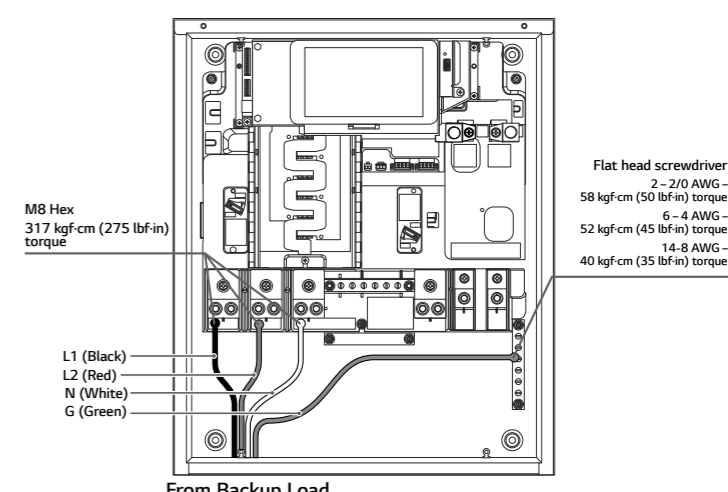 M8 Hex
317 kgf·cm (275 lbf·in)
torque
Flat head screwdriver
2 – 2/0 AWG –
58 kgf·cm (50 lbf·in) torque
6 – 4 AWG –
52 kgf·cm (45 lbf·in) torque
14-8 AWG –
40 kgf·cm (35 lbf·in) torque
L1 (Black)
L2 (Red)
N (White)
G (Green)
From Backup Load